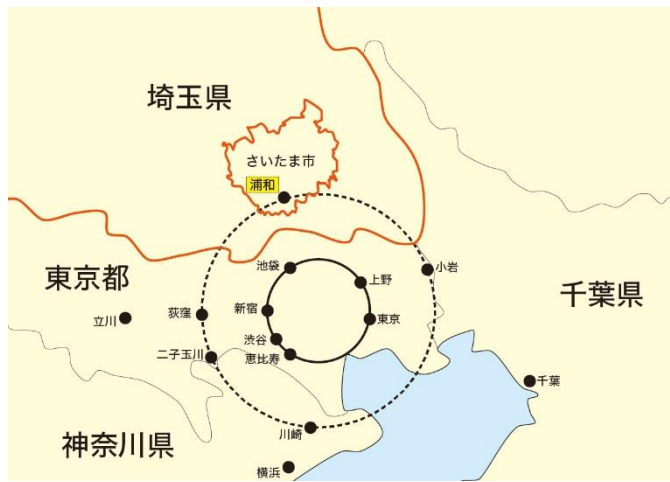 埼玉県
さいたま市
浦和
東京都
池袋
上野
小岩
千葉県
立川
荻窪
新宿
東京
渋谷
恵比寿
二子玉川
千葉
川崎
神奈川県
横浜